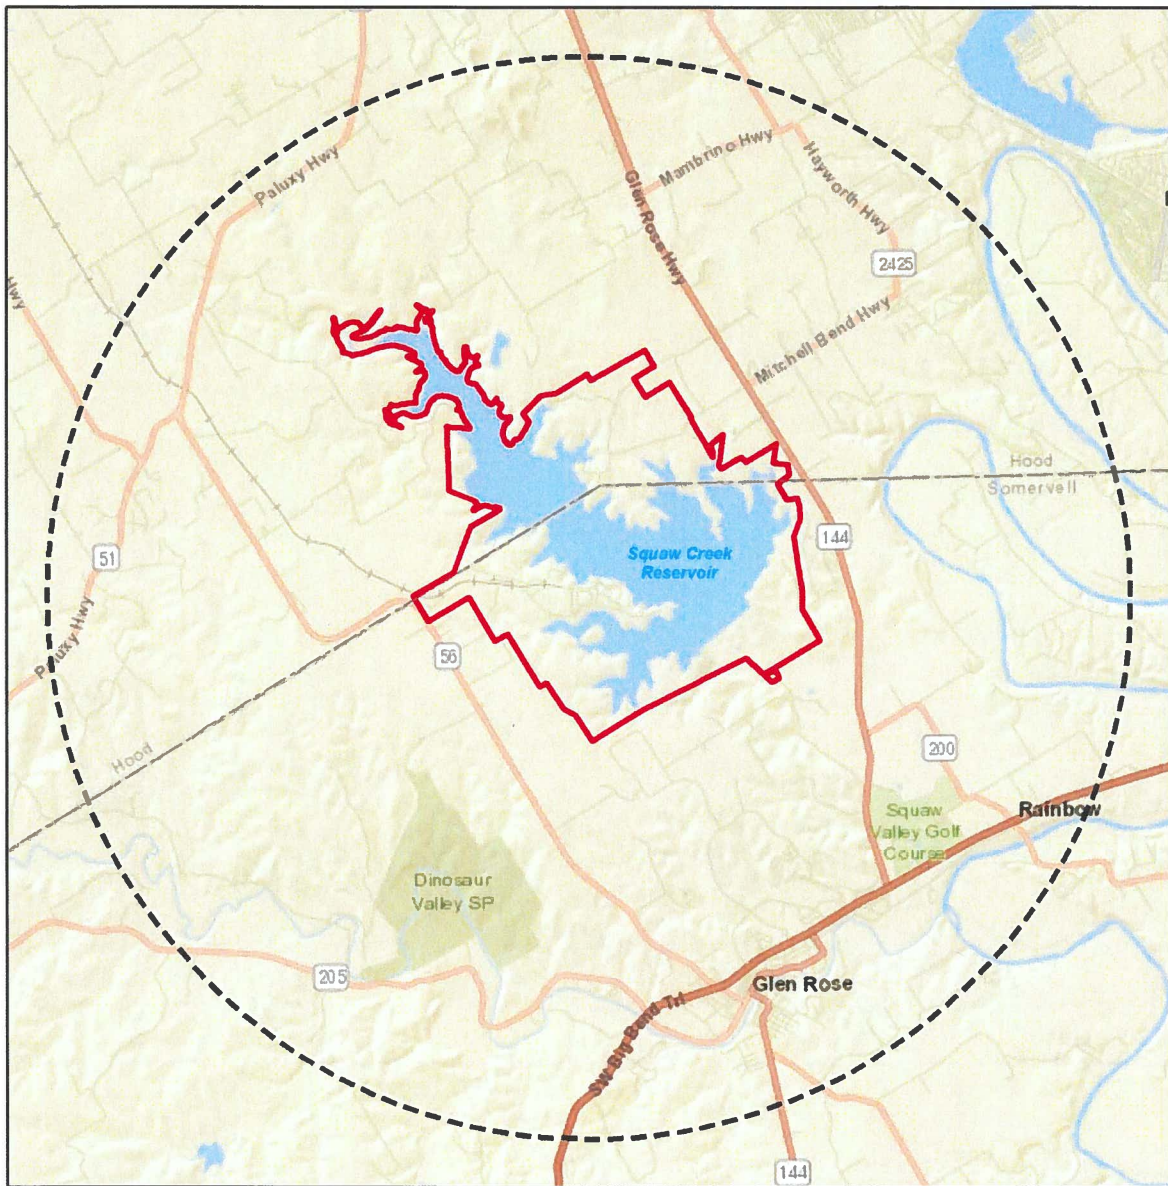 Paluxy Hwy
Mambrino Hwy
Glen Rose Hwy
Hayworth Hwy
2425
Hwy
Mitchell Bend Hwy
Hood
Somervell
144
51
Squaw Creek
Reservoir
Paluxy Hwy
56
Hood
200
Rainbow
Squaw
Valley Golf
Course
Dinosaur
Valley SP
205
Glen Rose
SW Big Bend Trl
144